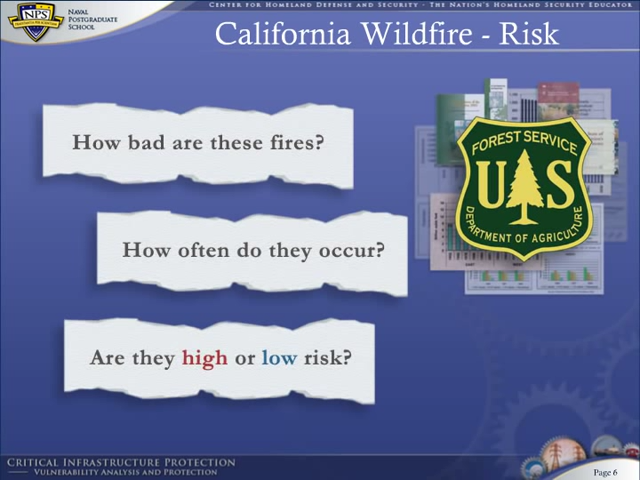 CENTER FOR HOMELAND DEFENSE AND SECURITY - THE NATION'S HOMELAND SECURITY EDUCATOR
NPS
NAVAL
POSTGRADUATE
SCHOOL
California Wildfire - Risk
How bad are these fires?
How often do they occur?
Are they high or low risk?
FOREST SERVICE
U S
DEPARTMENT OF AGRICULTURE
CRITICAL INFRASTRUCTURE PROTECTION
VULNERABILITY ANALYSIS AND PROTECTION
Page 6